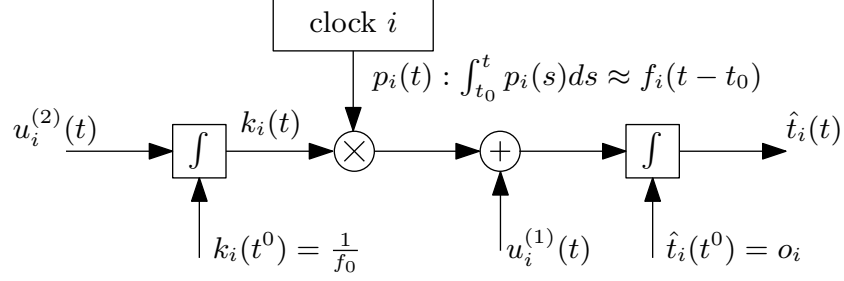 clock i
p_i(t) : ∫_{t_0}^{t} p_i(s)ds ≈ f_i(t − t_0)
u_i^{(2)}(t) ∫ k_i(t) × + ∫ t̂_i(t)
k_i(t^0) = \frac{1}{f_0} u_i^{(1)}(t) t̂_i(t^0) = o_i